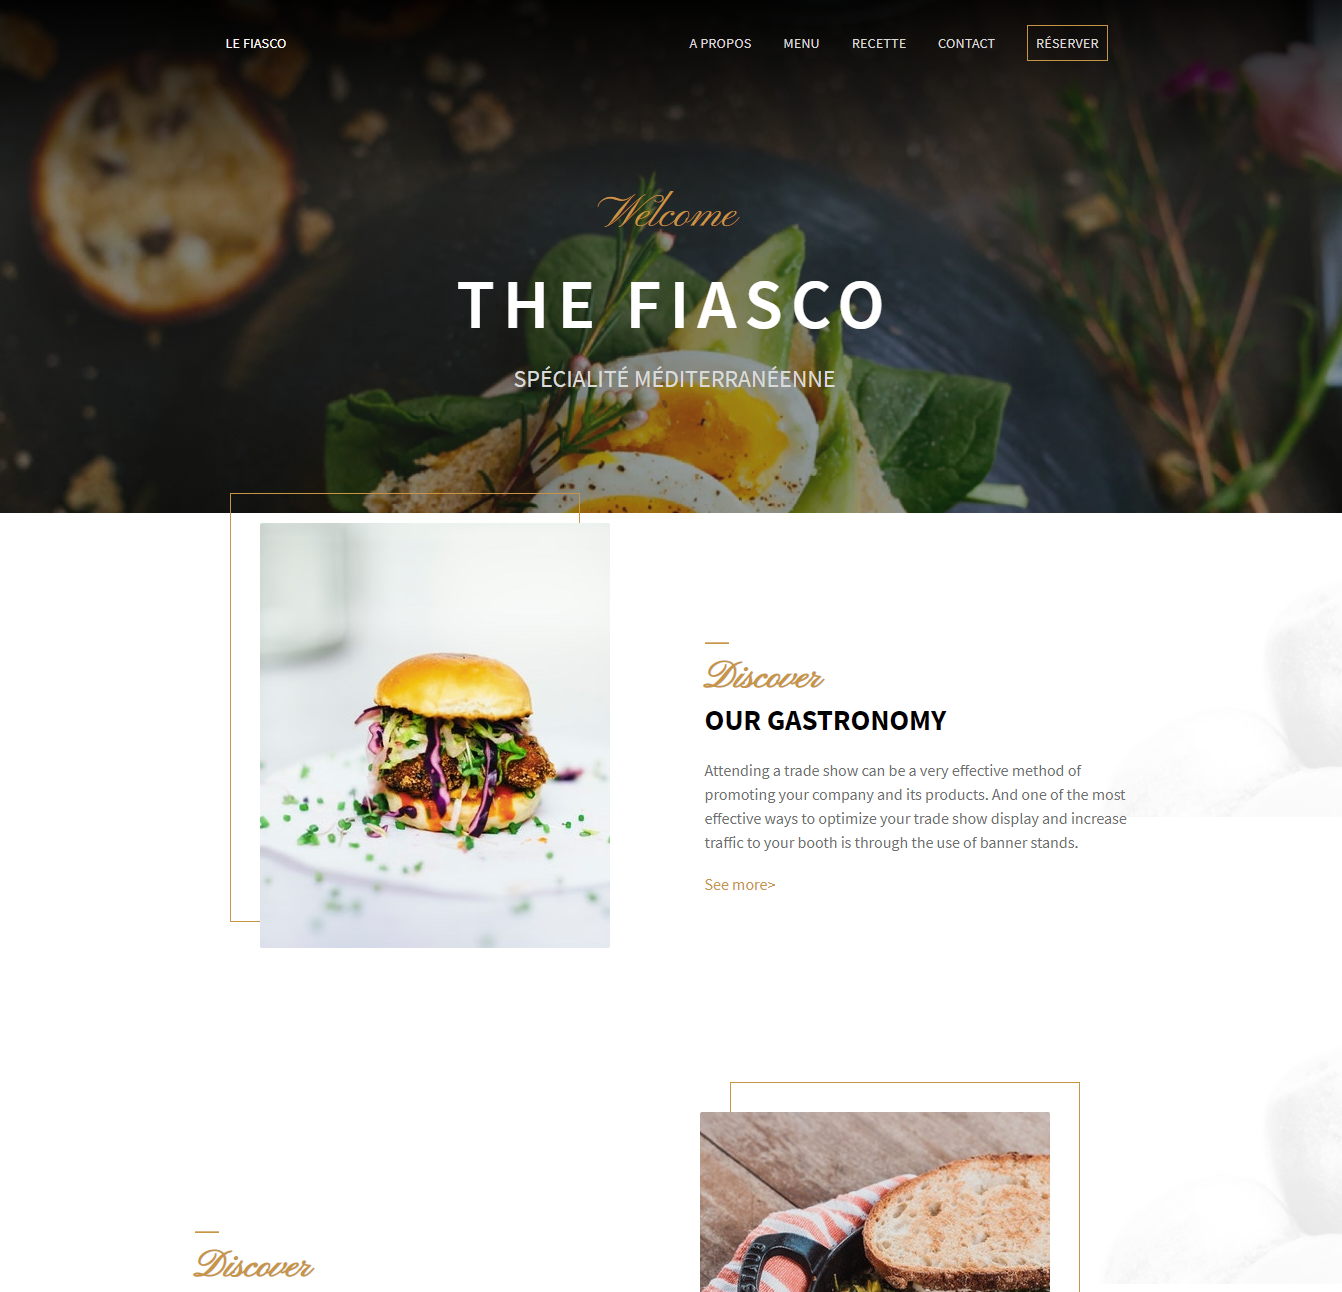 LE FIASCO
A PROPOS MENU RECETTE CONTACT RÉSERVER
Welcome
THE FIASCO
SPÉCIALITÉ MÉDITERRANÉENNE
Discover
OUR GASTRONOMY
Attending a trade show can be a very effective method of
promoting your company and its products. And one of the most
effective ways to optimize your trade show display and increase
traffic to your booth is through the use of banner stands.
See more>
Discover